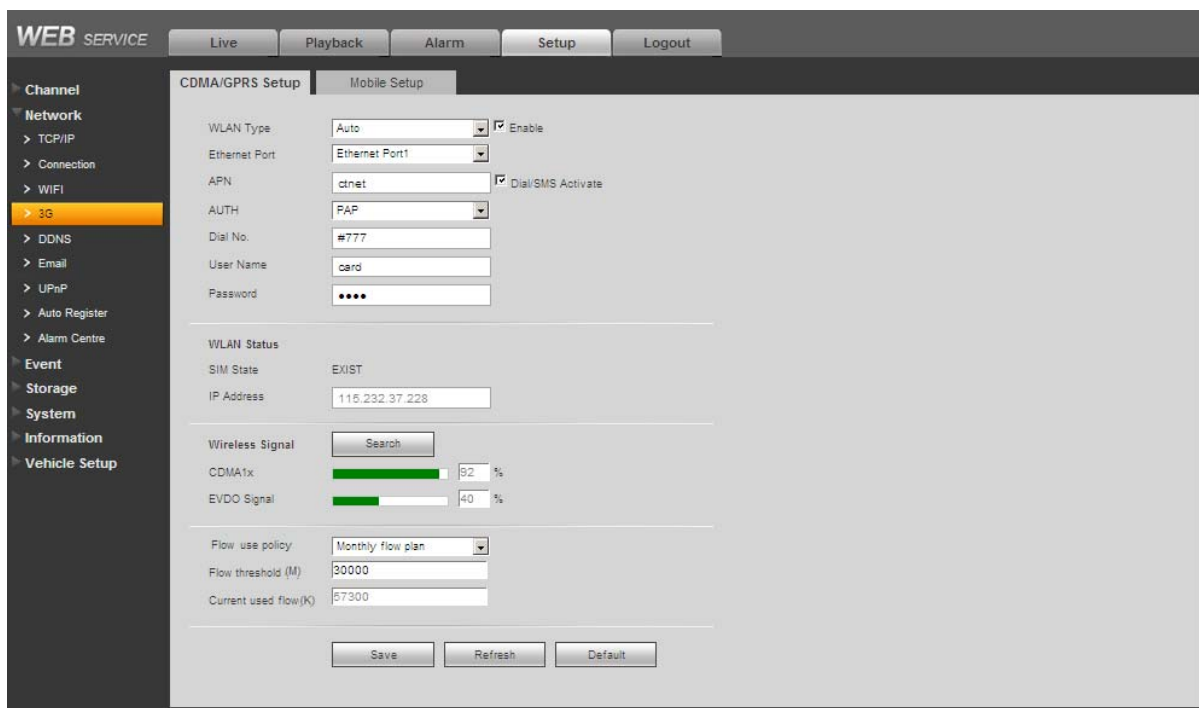 WEB SERVICE
Live Playback Alarm Setup Logout
CDMA/GPRS Setup Mobile Setup
Channel
Network
> TCP/IP
> Connection
> WIFI
> 3G
> DDNS
> Email
> UPnP
> Auto Register
> Alarm Centre
Event
Storage
System
Information
Vehicle Setup
WLAN Type Auto Enable
Ethernet Port Ethernet Port1
APN ctnet Dial/SMS Activate
AUTH PAP
Dial No. #777
User Name card
Password ••••
WLAN Status
SIM State EXIST
IP Address 115.232.37.228
Wireless Signal Search
CDMA1x 92 %
EVDO Signal 40 %
Flow use policy Monthly flow plan
Flow threshold (M) 30000
Current used flow(K) 57300
Save Refresh Default